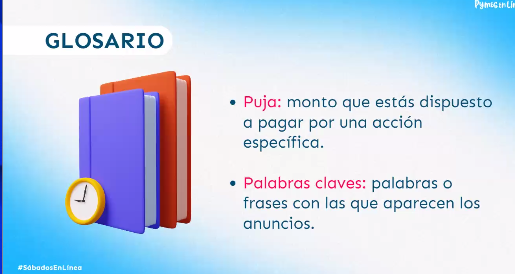 PymesenLín
GLOSARIO
• Puja: monto que estás dispuesto
a pagar por una acción
específica.
• Palabras claves: palabras o
frases con las que aparecen los
anuncios.
#SábadosEnLínea